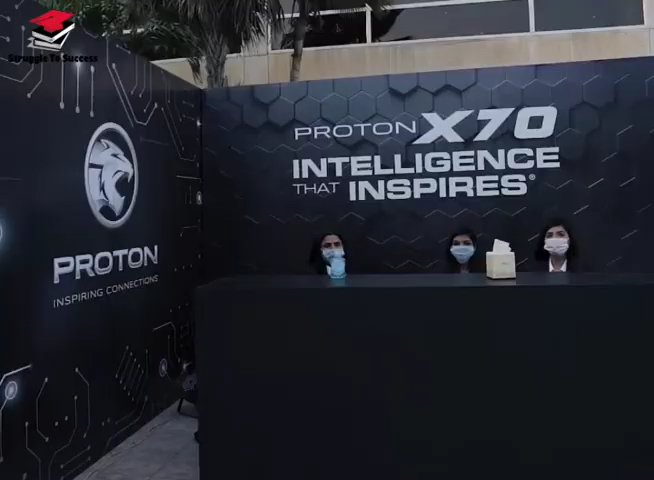 Struggle To Success
PROTON X70
INTELLIGENCE
THAT INSPIRES®
PROTON
INSPIRING CONNECTIONS